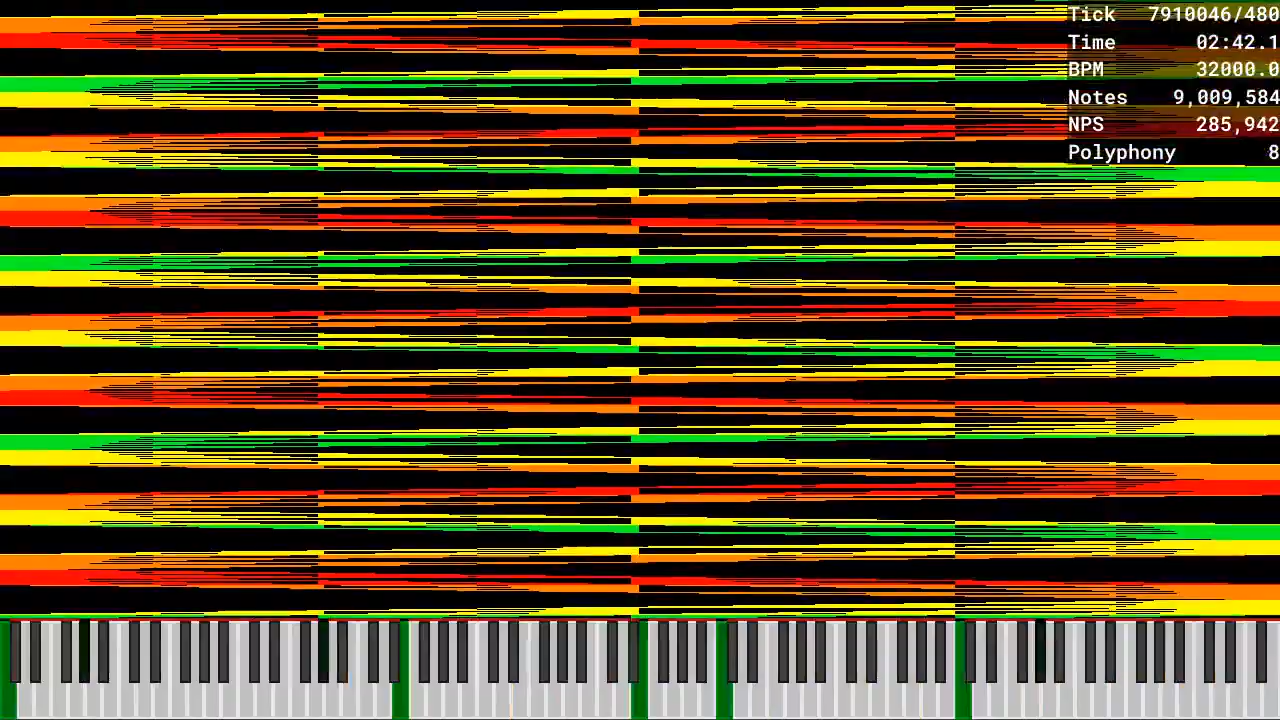 Tick 7910046/480
Time 02:42.1
BPM 32000.0
Notes 9,009,584
NPS 285,942
Polyphony 8